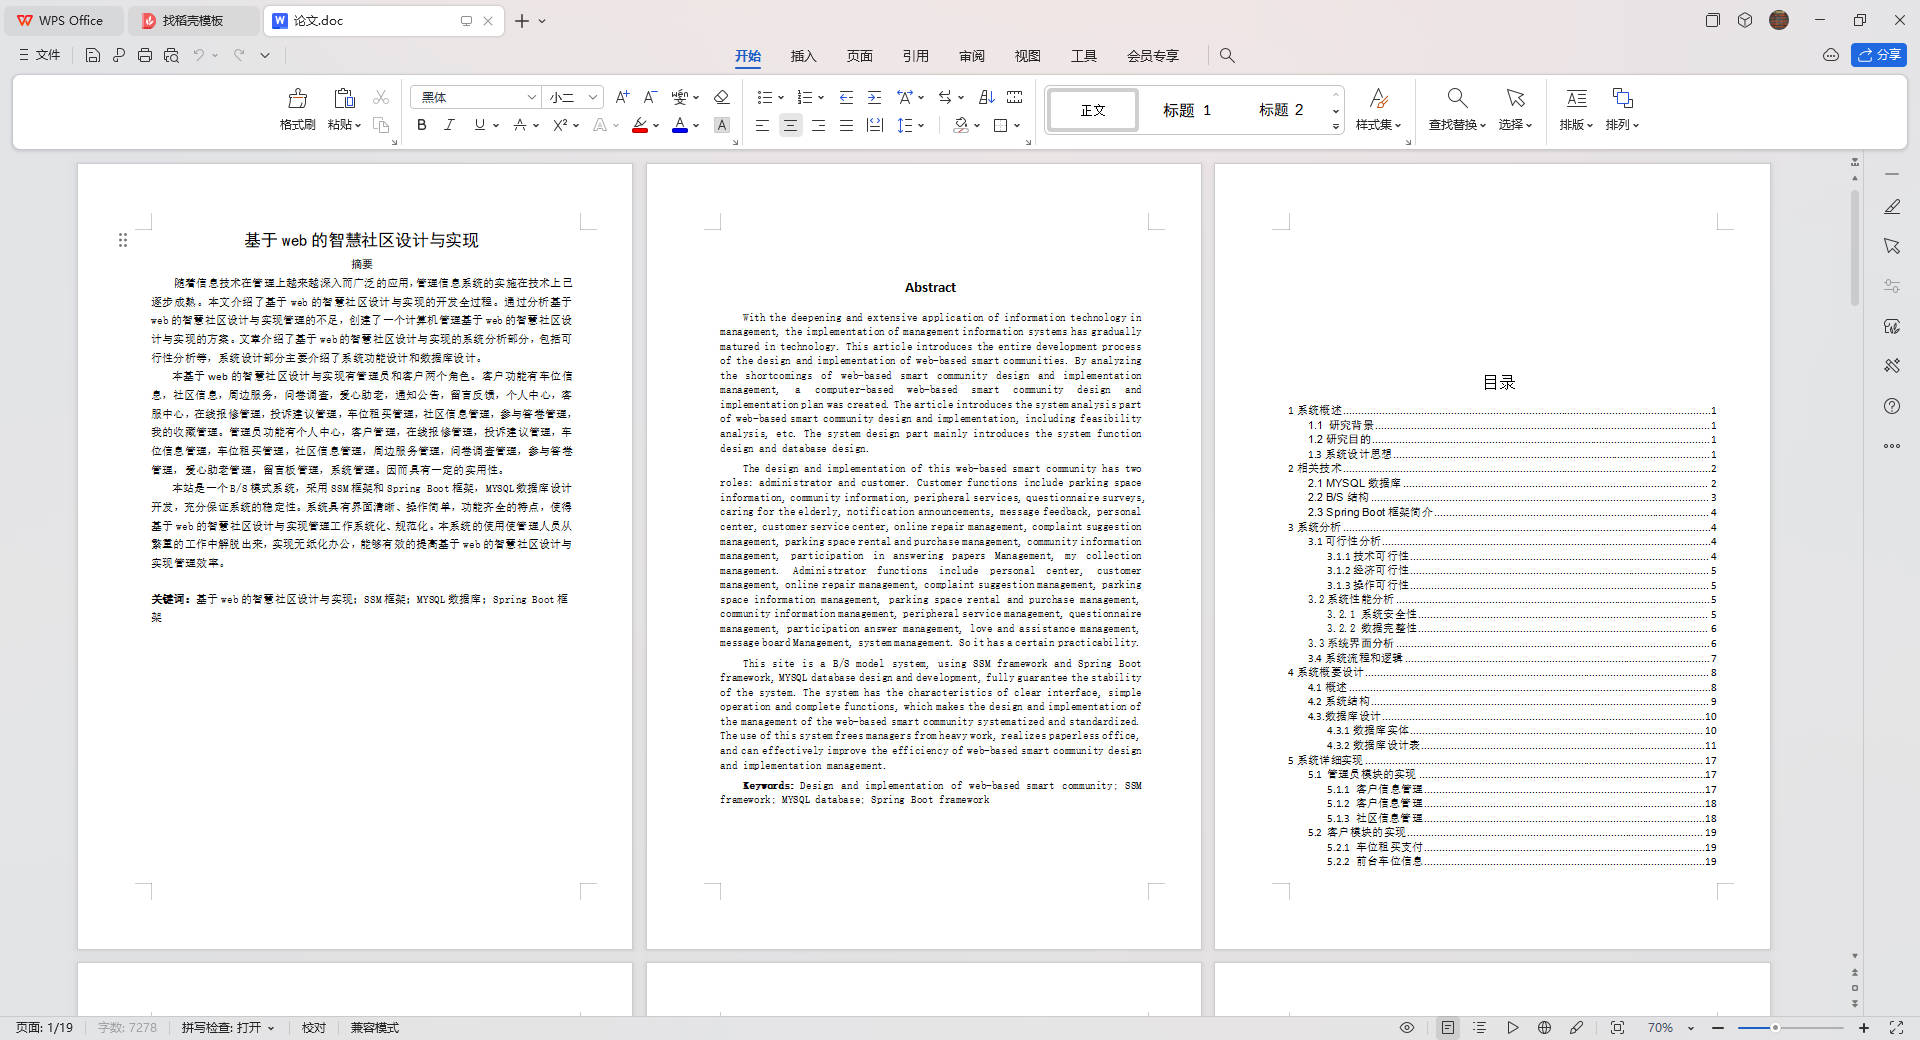 WPS Office
找稻壳模板
论文.doc
文件
开始
插入
页面
引用
审阅
视图
工具
会员专享
分享
格式刷
粘贴
黑体
小二
正文
标题 1
标题 2
样式集
查找替换
选择
排版
排列
基于 web 的智慧社区设计与实现
摘要
随着信息技术在管理上越来越深入而广泛的应用，管理信息系统的实施在技术上已
逐步成熟。本文介绍了基于 web 的智慧社区设计与实现的开发全过程。通过分析基于
web 的智慧社区设计与实现管理的不足，创建了一个计算机管理基于 web 的智慧社区设
计与实现的方案。文章介绍了基于 web 的智慧社区设计与实现的系统分析部分，包括可
行性分析等，系统设计部分主要介绍了系统功能设计和数据库设计。
本基于 web 的智慧社区设计与实现有管理员和客户两个角色。客户功能有车位信
息，社区信息，周边服务，问卷调查，爱心助老，通知公告，留言反馈，个人中心，客
服中心，在线报修管理，投诉建议管理，车位租买管理，社区信息管理，参与答卷管理，
我的收藏管理。管理员功能有个人中心，客户管理，在线报修管理，投诉建议管理，车
位信息管理，车位租买管理，社区信息管理，周边服务管理，问卷调查管理，参与答卷
管理，爱心助老管理，留言板管理，系统管理。因而具有一定的实用性。
本站是一个 B/S 模式系统，采用 SSM 框架和 Spring Boot 框架，MYSQL 数据库设计
开发，充分保证系统的稳定性。系统具有界面清晰、操作简单，功能齐全的特点，使得
基于 web 的智慧社区设计与实现管理工作系统化、规范化。本系统的使用使管理人员从
繁重的工作中解脱出来，实现无纸化办公，能够有效的提高基于 web 的智慧社区设计与
实现管理效率。
关键词：基于 web 的智慧社区设计与实现；SSM 框架；MYSQL 数据库；Spring Boot 框
架
Abstract
With the deepening and extensive application of information technology in
management, the implementation of management information systems has gradually
matured in technology. This article introduces the entire development process
of the design and implementation of web-based smart communities. By analyzing
the shortcomings of web-based smart community design and implementation
management, a computer-based web-based smart community design and
implementation plan was created. The article introduces the system analysis part
of web-based smart community design and implementation, including feasibility
analysis, etc. The system design part mainly introduces the system function
design and database design.
The design and implementation of this web-based smart community has two
roles: administrator and customer. Customer functions include parking space
information, community information, peripheral services, questionnaire surveys,
caring for the elderly, notification announcements, message feedback, personal
center, customer service center, online repair management, complaint suggestion
management, parking space rental and purchase management, community information
management, participation in answering papers Management, my collection
management. Administrator functions include personal center, customer
management, online repair management, complaint suggestion management, parking
space information management, parking space rental and purchase management,
community information management, peripheral service management, questionnaire
management, participation answer management, love and assistance management,
message board Management, system management. So it has a certain practicability.
This site is a B/S model system, using SSM framework and Spring Boot
framework, MYSQL database design and development, fully guarantee the stability
of the system. The system has the characteristics of clear interface, simple
operation and complete functions, which makes the design and implementation of
the management of the web-based smart community systematized and standardized.
The use of this system frees managers from heavy work, realizes paperless office,
and can effectively improve the efficiency of web-based smart community design
and implementation management.
Keywords: Design and implementation of web-based smart community; SSM
framework; MYSQL database; Spring Boot framework
目录
1 系统概述 1
1.1 研究背景 1
1.2 研究目的 1
1.3 系统设计思想 1
2 相关技术 2
2.1 MYSQL 数据库 2
2.2 B/S 结构 3
2.3 Spring Boot 框架简介 4
3 系统分析 4
3.1 可行性分析 4
3.1.1 技术可行性 4
3.1.2 经济可行性 5
3.1.3 操作可行性 5
3.2 系统性能分析 5
3.2.1 系统安全性 5
3.2.2 数据完整性 6
3.3 系统界面分析 6
3.4 系统流程和逻辑 7
4 系统概要设计 8
4.1 概述 8
4.2 系统结构 9
4.3.数据库设计 10
4.3.1 数据库实体 10
4.3.2 数据库设计表 11
5 系统详细实现 17
5.1 管理员模块的实现 17
5.1.1 客户信息管理 17
5.1.2 客户信息管理 18
5.1.3 社区信息管理 18
5.2 客户模块的实现 19
5.2.1 车位租买支付 19
5.2.2 前台车位信息 19
页面: 1/19
字数: 7278
拼写检查: 打开
校对
兼容模式
70%